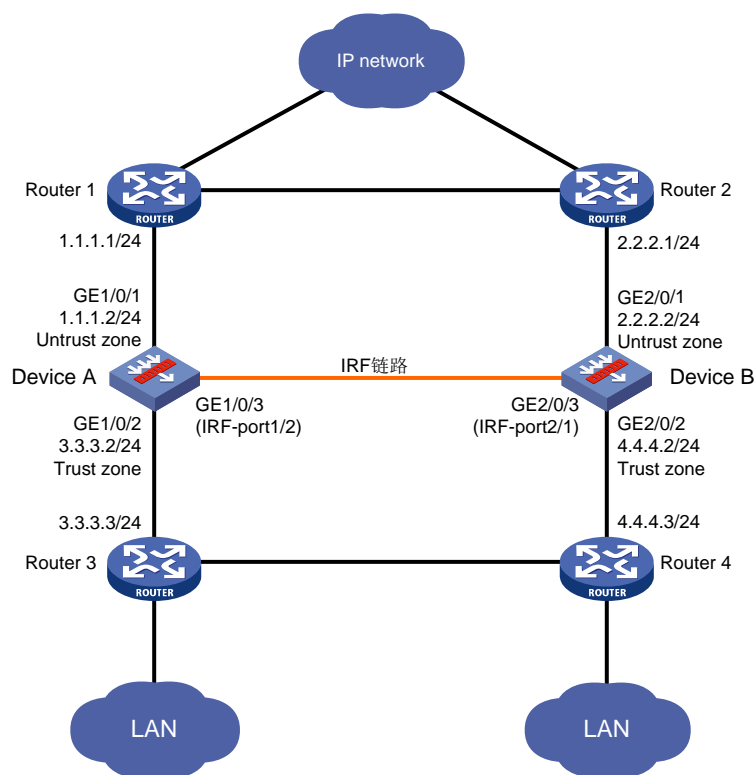 IP network
Router 1
ROUTER
Router 2
ROUTER
1.1.1.1/24
2.2.2.1/24
GE1/0/1
1.1.1.2/24
Untrust zone
GE2/0/1
2.2.2.2/24
Untrust zone
Device A
IRF链路
Device B
GE1/0/3
(IRF-port1/2)
GE2/0/3
(IRF-port2/1)
GE1/0/2
3.3.3.2/24
Trust zone
GE2/0/2
4.4.4.2/24
Trust zone
3.3.3.3/24
4.4.4.3/24
Router 3
ROUTER
Router 4
ROUTER
LAN
LAN